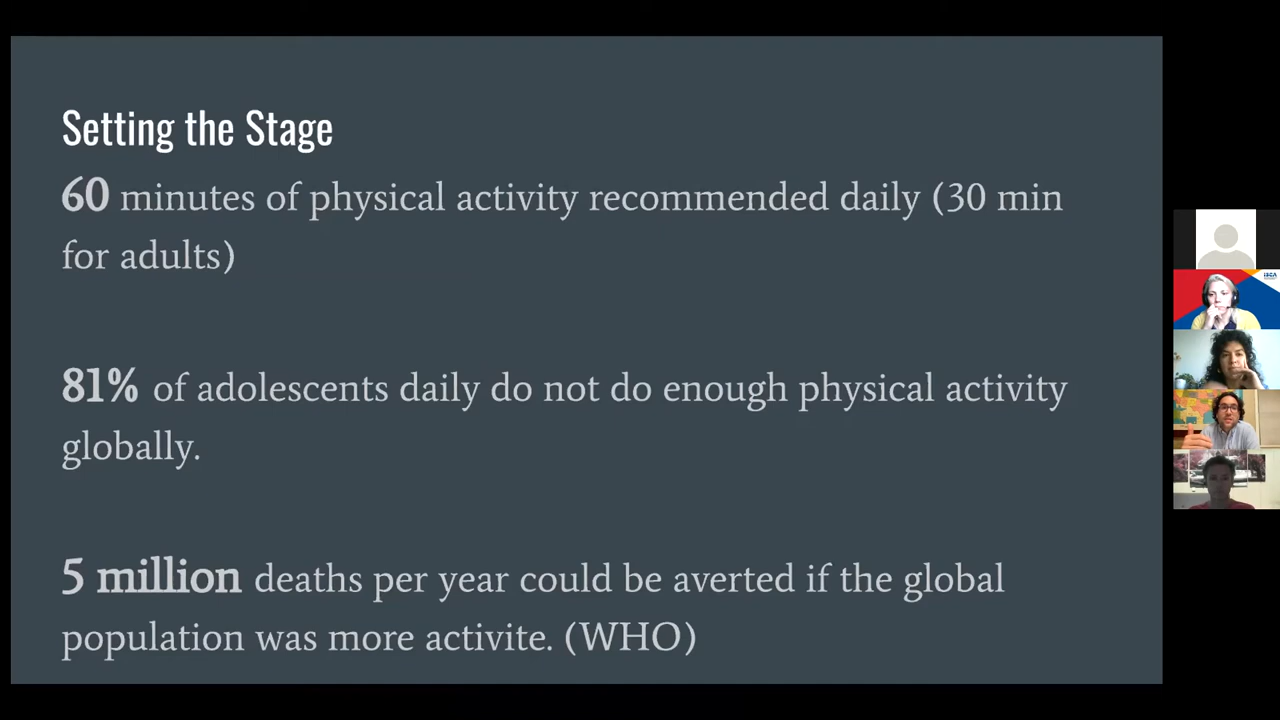 Setting the Stage
60 minutes of physical activity recommended daily (30 min
for adults)
81% of adolescents daily do not do enough physical activity
globally.
5 million deaths per year could be averted if the global
population was more activite. (WHO)